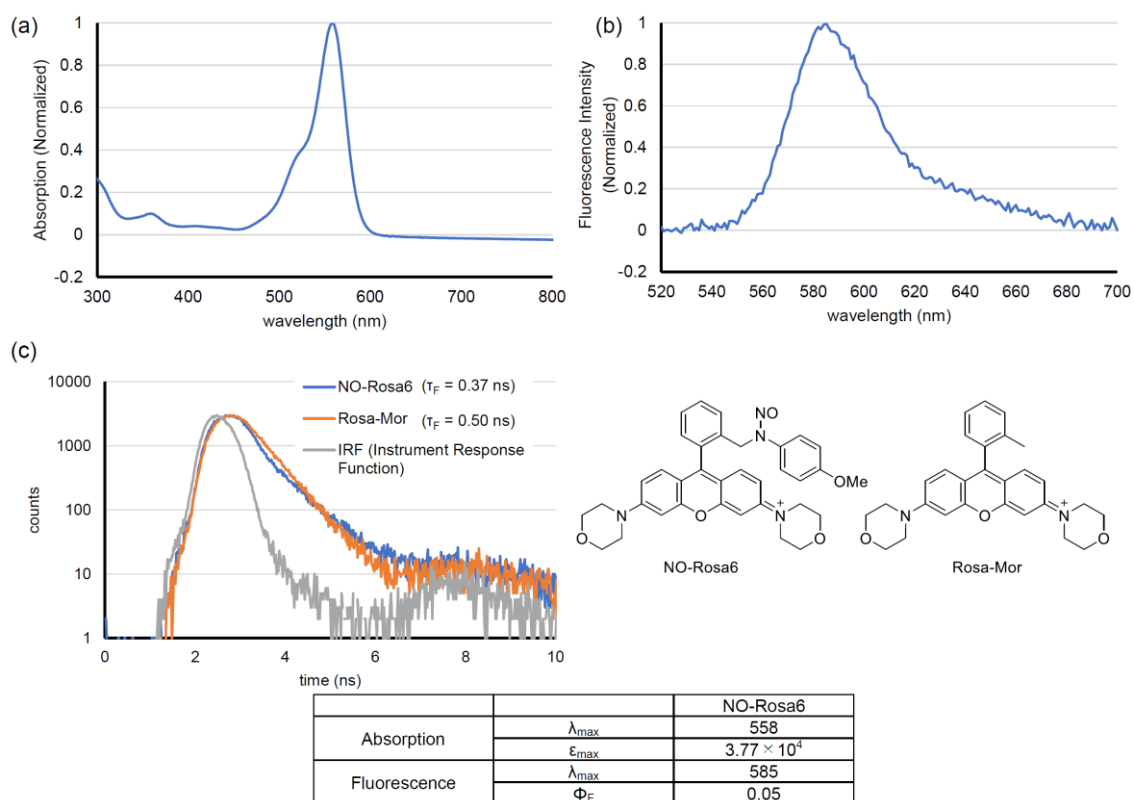 (a)
Absorption (Normalized)
1
0.8
0.6
0.4
0.2
0
-0.2
300
400
500
600
700
800
wavelength (nm)
(b)
Fluorescence Intensity
(Normalized)
1
0.8
0.6
0.4
0.2
0
-0.2
520 540 560 580 600 620 640 660 680 700
wavelength (nm)
(c)
counts
10000
1000
100
10
1
0
2
4
6
8
10
time (ns)
NO-Rosa6 (τF = 0.37 ns)
Rosa-Mor (τF = 0.50 ns)
IRF (Instrument Response
Function)
NO
N
OMe
N
O
N
+
O
O
NO-Rosa6
N
O
N
+
O
O
Rosa-Mor
NO-Rosa6
Absorption
λmax
558
εmax
3.77 × 10⁴
Fluorescence
λmax
585
ΦF
0.05